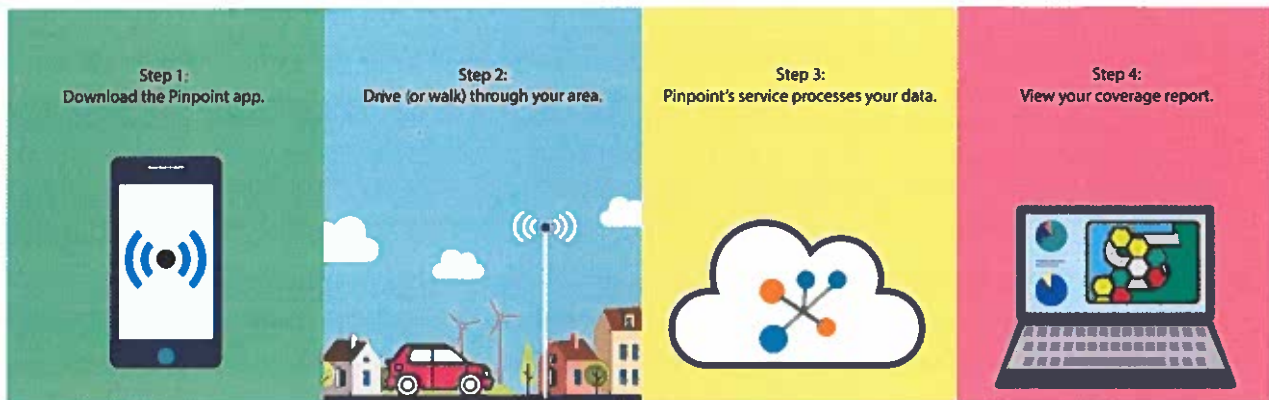 Step 1:
Download the Pinpoint app.
Step 2:
Drive (or walk) through your area.
Step 3:
Pinpoint's service processes your data.
Step 4:
View your coverage report.